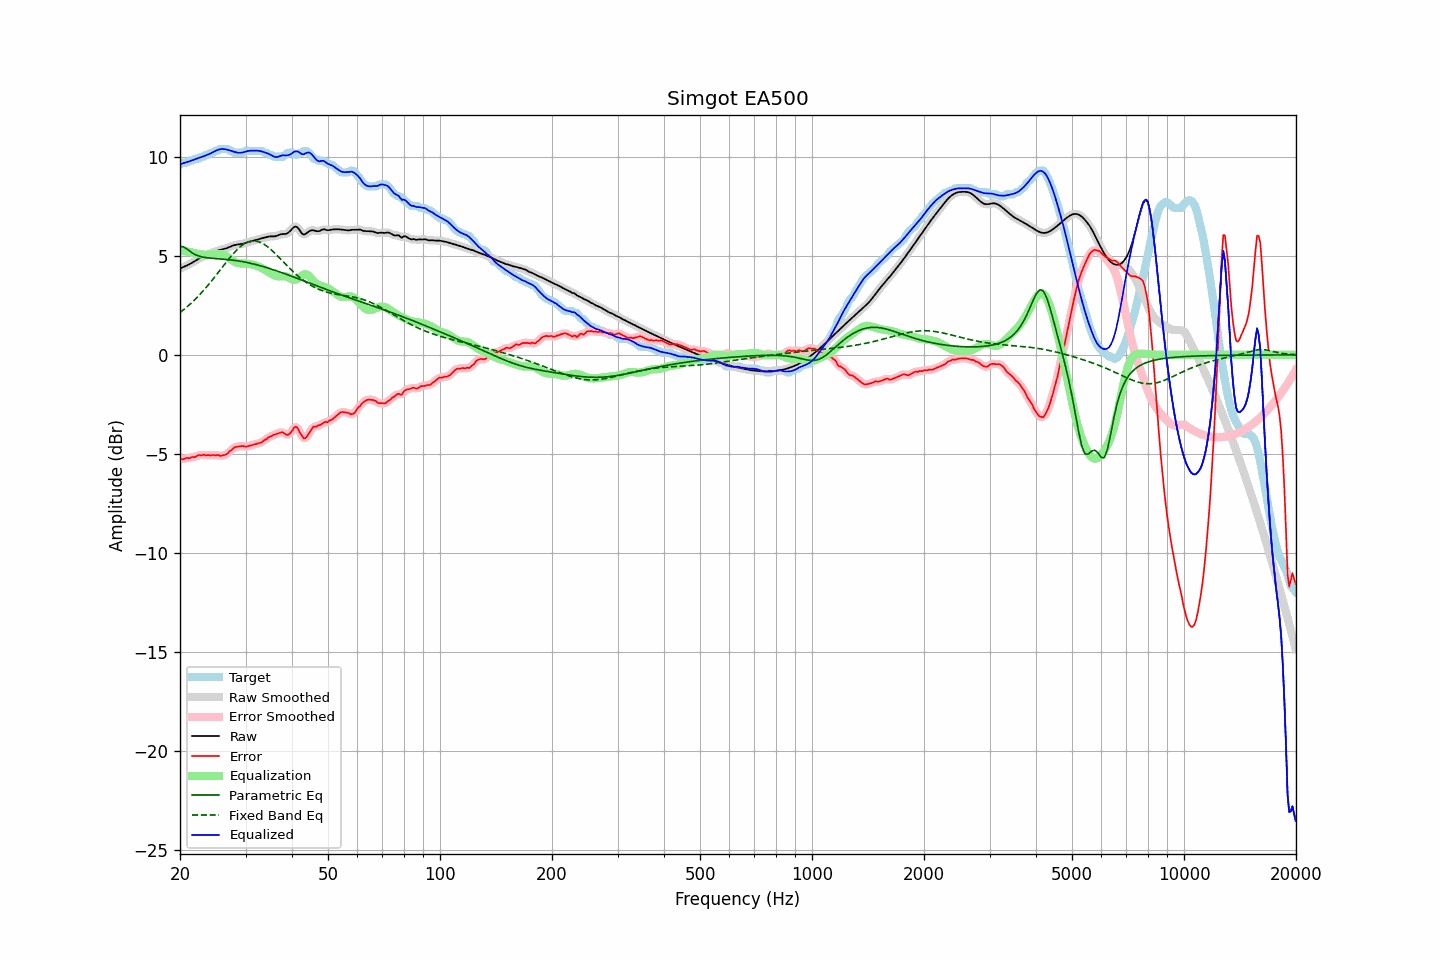 Simgot EA500
Amplitude (dBr)
10
5
0
−5
−10
−15
−20
−25
Target
Raw Smoothed
Error Smoothed
Raw
Error
Equalization
Parametric Eq
Fixed Band Eq
Equalized
20 50 100 200 500 1000 2000 5000 10000 20000
Frequency (Hz)